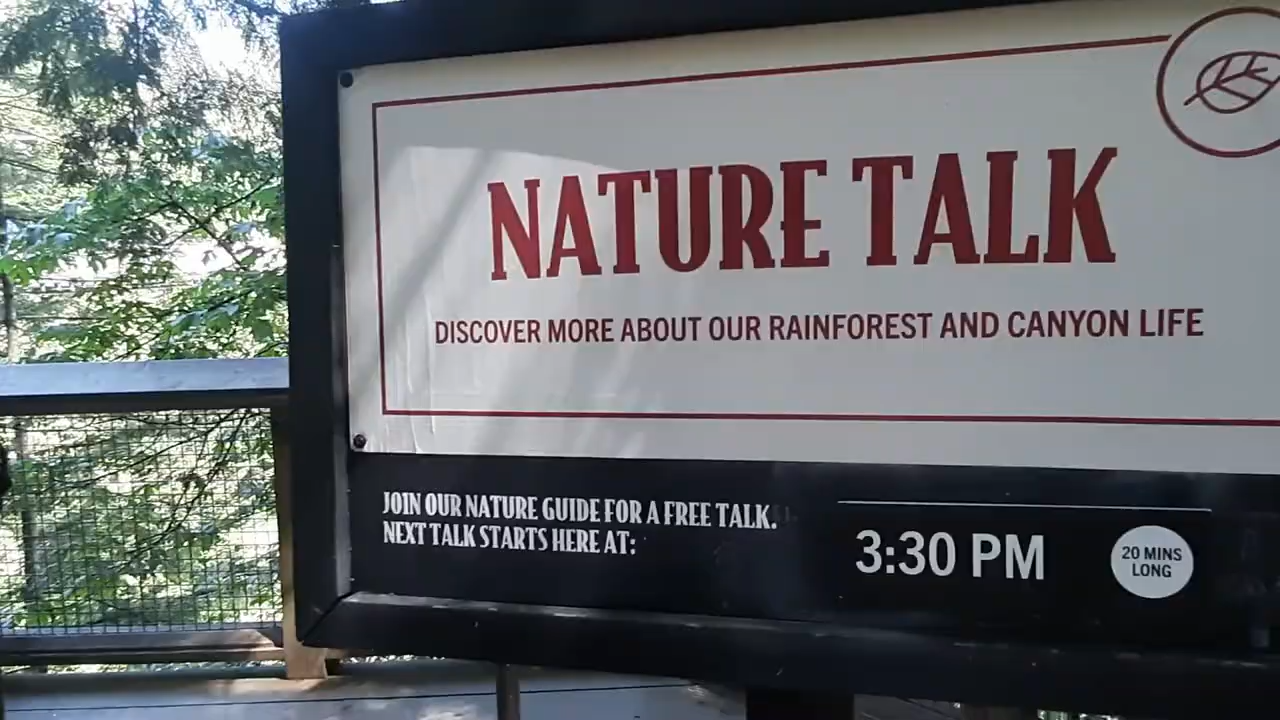 NATURE TALK
DISCOVER MORE ABOUT OUR RAINFOREST AND CANYON LIFE
JOIN OUR NATURE GUIDE FOR A FREE TALK.
NEXT TALK STARTS HERE AT:
3:30 PM
20 MINS
LONG